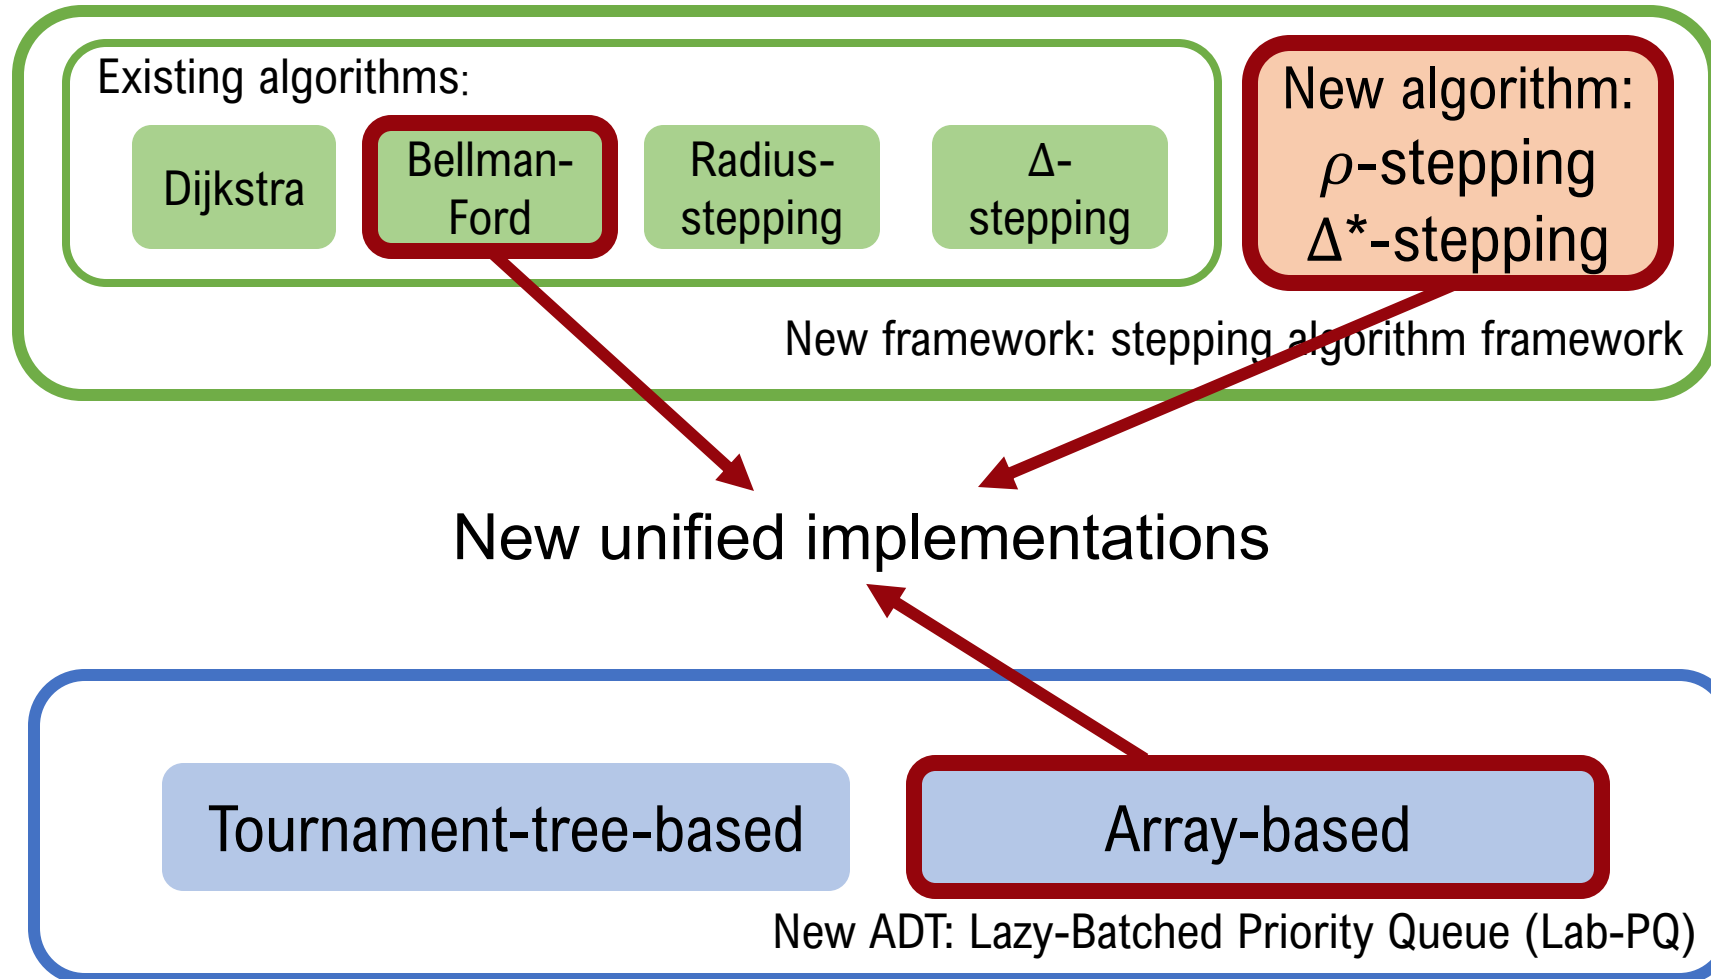 Existing algorithms:
Dijkstra
Bellman-
Ford
Radius-
stepping
Δ-
stepping
New algorithm:
ρ-stepping
Δ*-stepping
New framework: stepping algorithm framework
New unified implementations
Tournament-tree-based
Array-based
New ADT: Lazy-Batched Priority Queue (Lab-PQ)